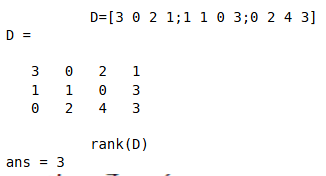 D=[3 0 2 1;1 1 0 3;0 2 4 3]
D =
3 0 2 1
1 1 0 3
0 2 4 3
rank(D)
ans = 3